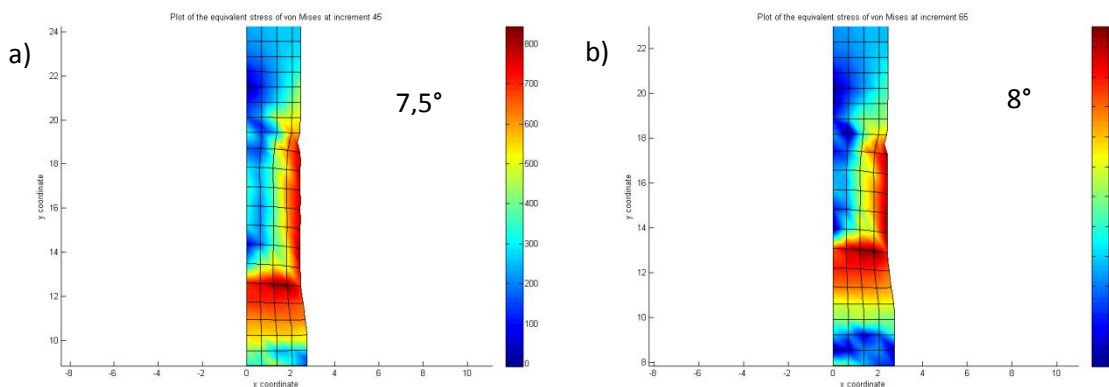 Plot of the equivalent stress of von Mises at increment 45
a)
7,5°
24
22
20
18
16
14
12
10
y coordinate
-8 -6 -4 -2 0 2 4 6 8 10
x coordinate
800
700
600
500
400
300
200
100
0
Plot of the equivalent stress of von Mises at increment 65
b)
8°
22
20
18
16
14
12
10
8
y coordinate
-8 -6 -4 -2 0 2 4 6 8 10
x coordinate